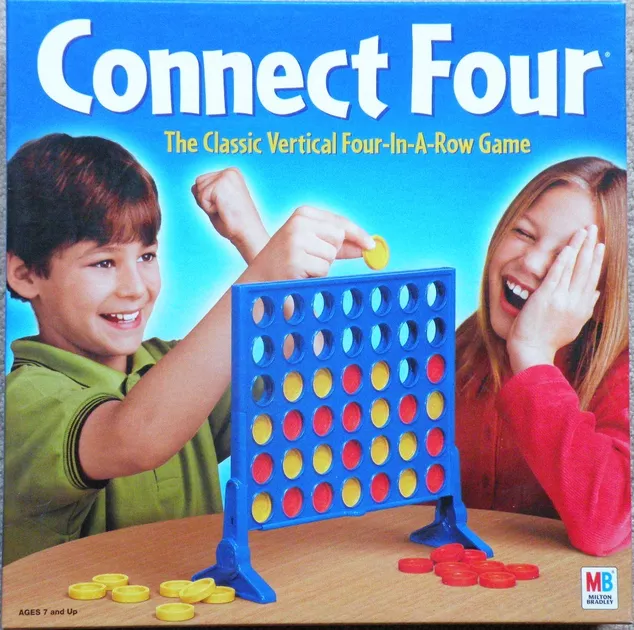 Connect Four®
The Classic Vertical Four-In-A-Row Game
AGES 7 and Up
MB®
MILTON
BRADLEY